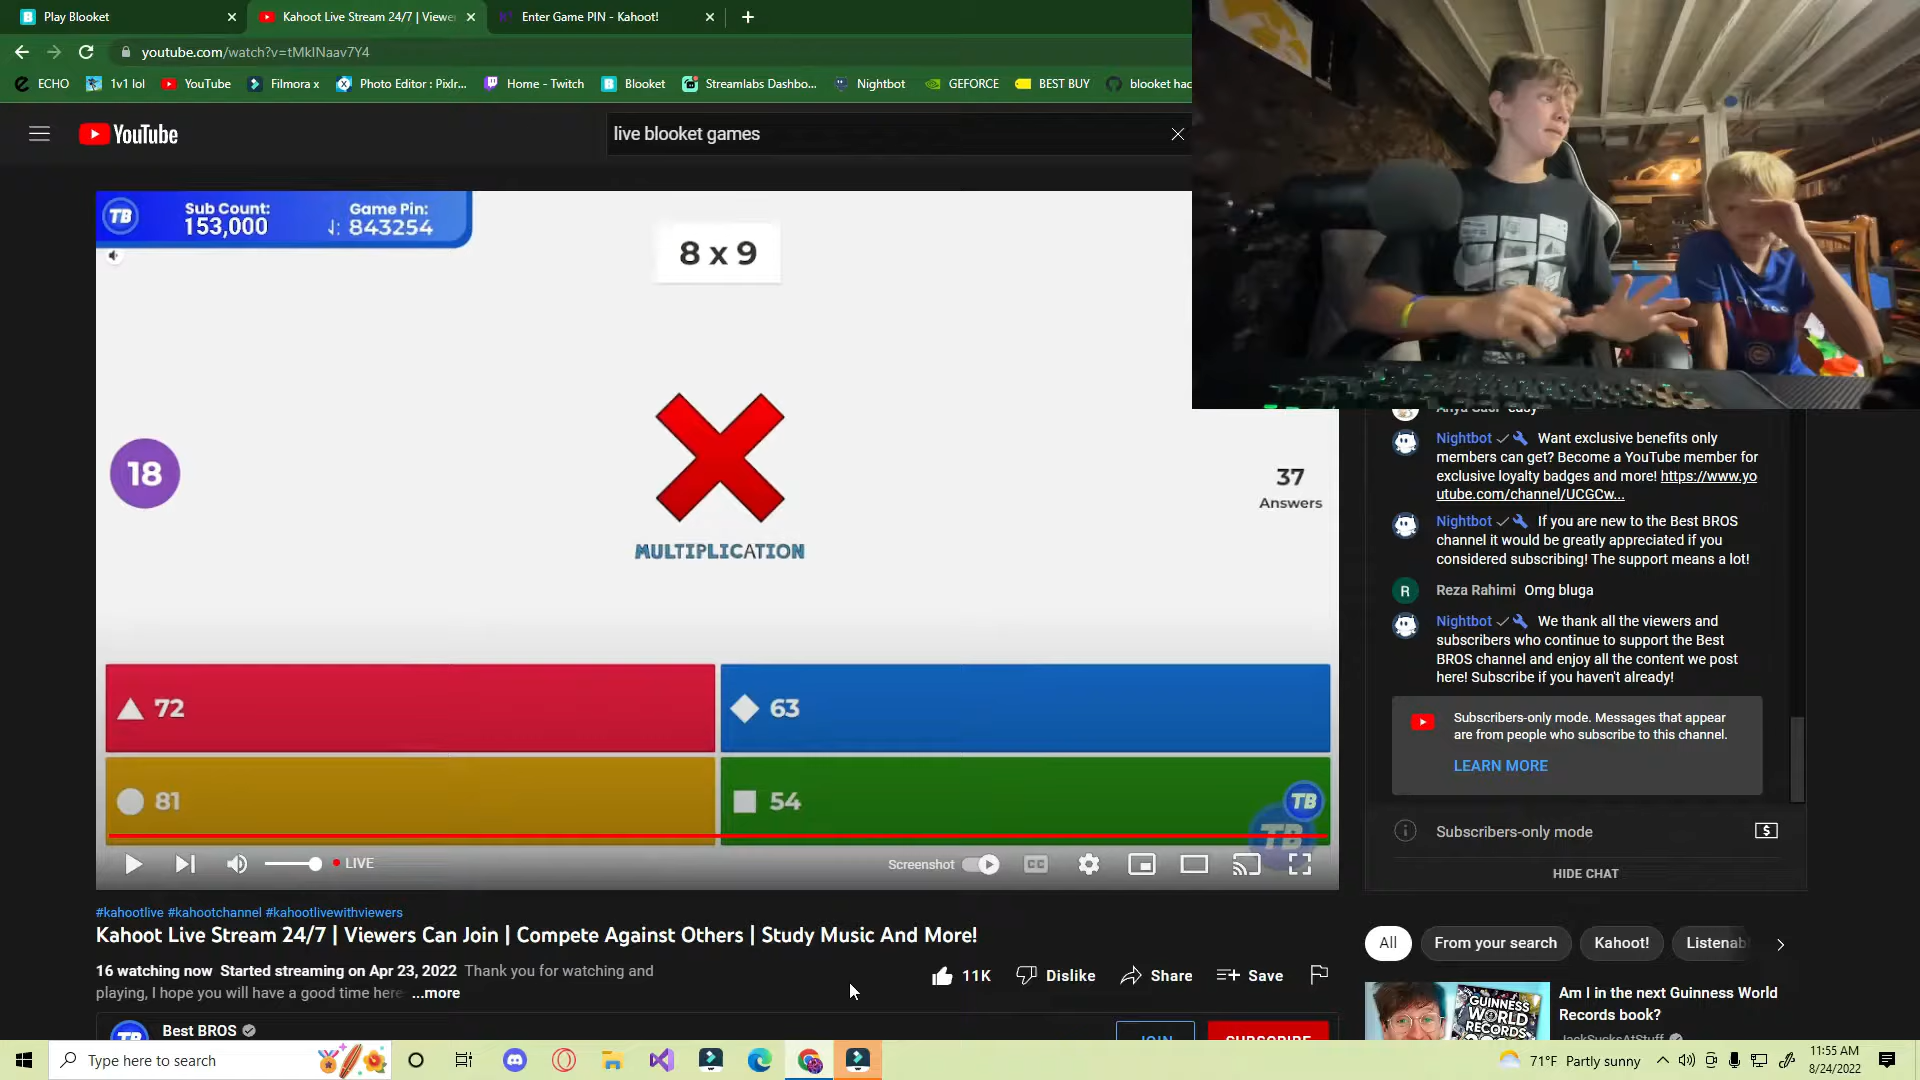 Play Blooket
Kahoot Live Stream 24/7 | Viewe
Enter Game PIN - Kahoot!
youtube.com/watch?v=tMkINaav7Y4
ECHO
1v1 lol
YouTube
Filmora x
Photo Editor : Pixlr...
Home - Twitch
Blooket
Streamlabs Dashbo...
Nightbot
GEFORCE
BEST BUY
blooket hac
YouTube
live blooket games
TB
Sub Count:
153,000
Game Pin:
843254
8 x 9
18
37
Answers
MULTIPLICATION
72
63
81
54
TB
TB
LIVE
Screenshot
CC
#kahootlive #kahootchannel #kahootlivewithviewers
Kahoot Live Stream 24/7 | Viewers Can Join | Compete Against Others | Study Music And More!
16 watching now Started streaming on Apr 23, 2022 Thank you for watching and
playing, I hope you will have a good time here ...more
11K
Dislike
Share
Save
Best BROS
JOIN
SUBSCRIBE
Nightbot Want exclusive benefits only
members can get? Become a YouTube member for
exclusive loyalty badges and more! https://www.yo
utube.com/channel/UCGCw...
Nightbot If you are new to the Best BROS
channel it would be greatly appreciated if you
considered subscribing! The support means a lot!
R
Reza Rahimi Omg bluga
Nightbot We thank all the viewers and
subscribers who continue to support the Best
BROS channel and enjoy all the content we post
here! Subscribe if you haven't already!
Subscribers-only mode. Messages that appear
are from people who subscribe to this channel.
LEARN MORE
Subscribers-only mode
HIDE CHAT
All
From your search
Kahoot!
Listenab
GUINNESS
WORLD
RECORDS
Am I in the next Guinness World
Records book?
JackSucksAtStuff
Type here to search
71°F Partly sunny
11:55 AM
8/24/2022